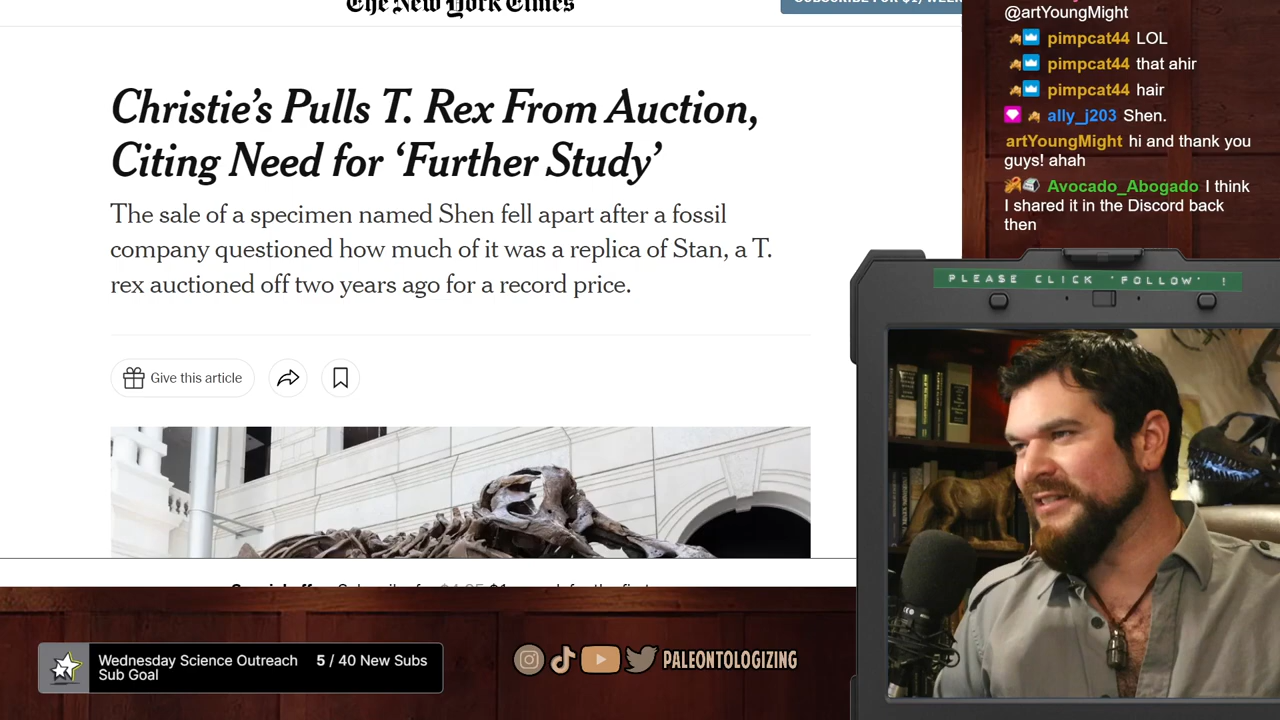 The New York Times
Christie's Pulls T. Rex From Auction,
Citing Need for 'Further Study'
The sale of a specimen named Shen fell apart after a fossil
company questioned how much of it was a replica of Stan, a T.
rex auctioned off two years ago for a record price.
Give this article
@artYoungMight
pimpcat44 LOL
pimpcat44 that ahir
pimpcat44 hair
ally_j203 Shen.
artYoungMight hi and thank you
guys! ahah
Avocado_Abogado I think
I shared it in the Discord back
then
PLEASE CLICK 'FOLLOW' !
Wednesday Science Outreach 5 / 40 New Subs
Sub Goal
PALEONTOLOGIZING